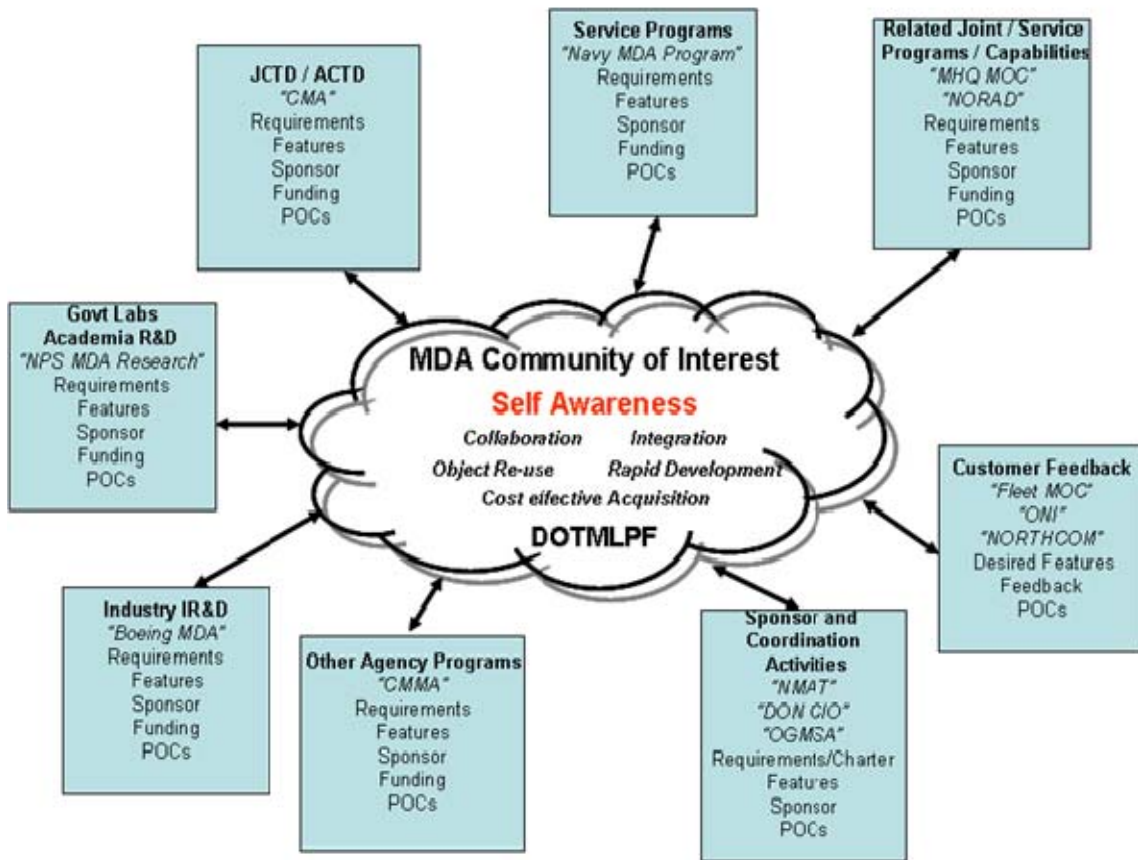 JCTD / ACTD
"CMA"
Requirements
Features
Sponsor
Funding
POCs
Service Programs
"Navy MDA Program"
Requirements
Features
Sponsor
Funding
POCs
Related Joint / Service
Programs / Capabilities
"MHQ MOC"
"NORAD"
Requirements
Features
Sponsor
Funding
POCs
Govt Labs
Academia R&D
"NPS MDA Research"
Requirements
Features
Sponsor
Funding
POCs
MDA Community of Interest
Self Awareness
Collaboration Integration
Object Re-use Rapid Development
Cost effective Acquisition
DOTMLPF
Customer Feedback
"Fleet MOC"
"ONI"
"NORTHCOM"
Desired Features
Feedback
POCs
Industry IR&D
"Boeing MDA"
Requirements
Features
Sponsor
Funding
POCs
Other Agency Programs
"CMMA"
Requirements
Features
Sponsor
Funding
POCs
Sponsor and
Coordination
Activities
"NMAT"
"DON CIO"
"OGMSA"
Requirements/Charter
Features
Sponsor
POCs